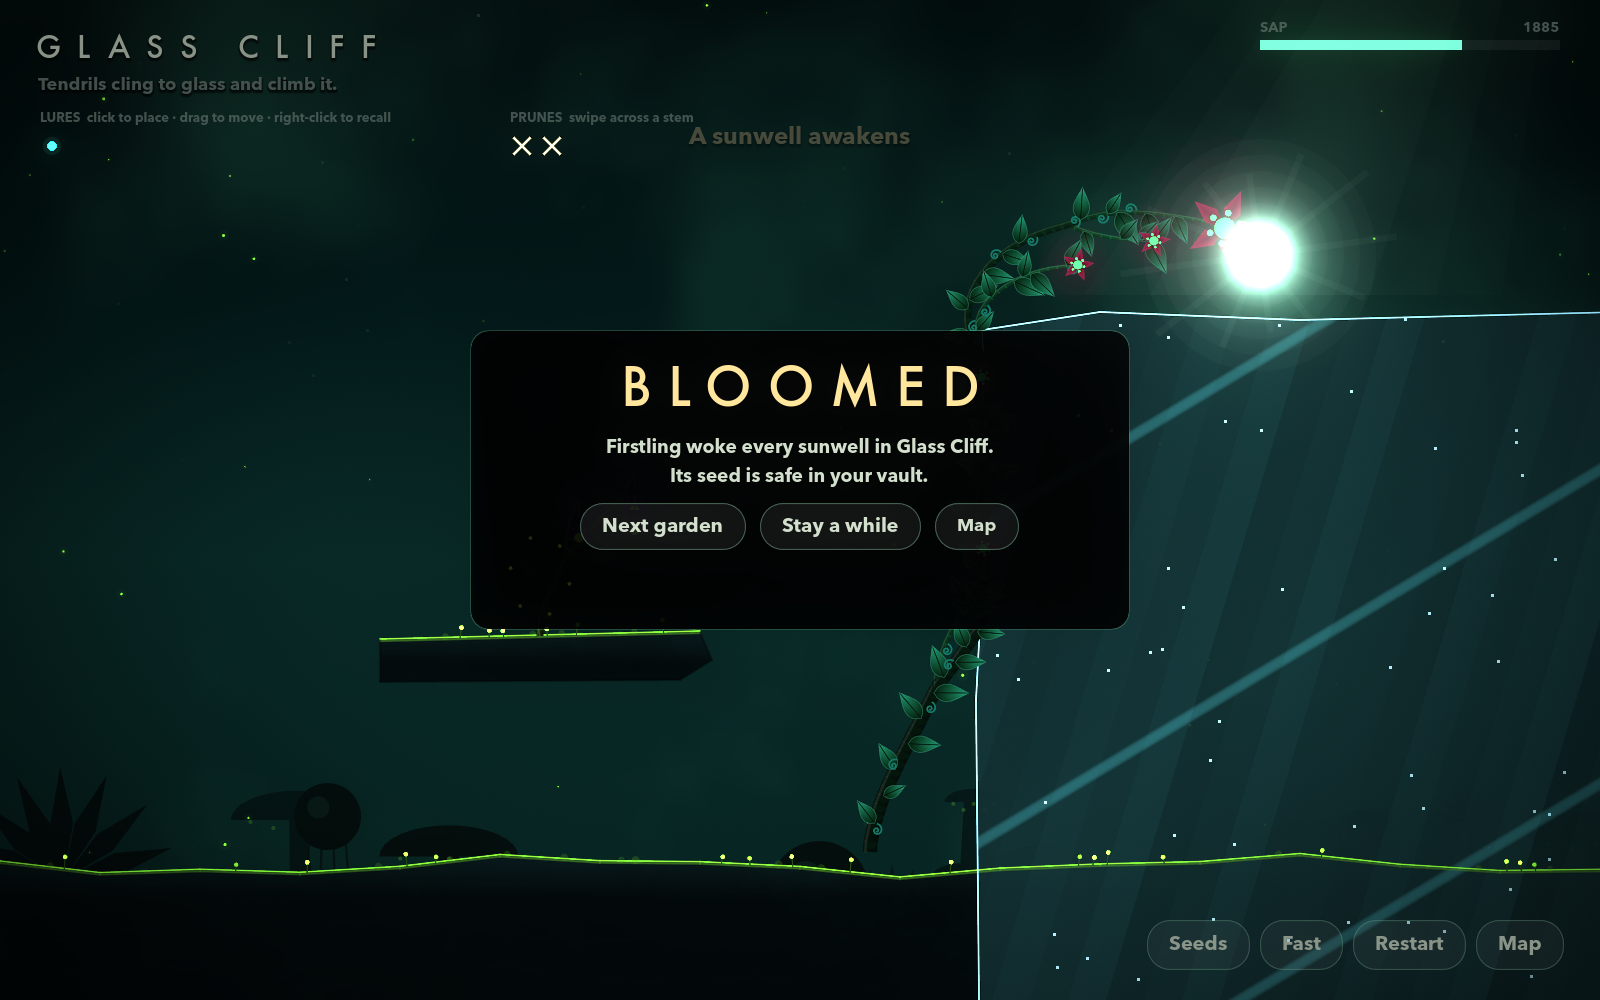 GLASS CLIFF
Tendrils cling to glass and climb it.
LURES click to place · drag to move · right-click to recall
PRUNES swipe across a stem
SAP 1885
A sunwell awakens
BLOOMED
Firstling woke every sunwell in Glass Cliff.
Its seed is safe in your vault.
Next garden Stay a while Map
Seeds Fast Restart Map